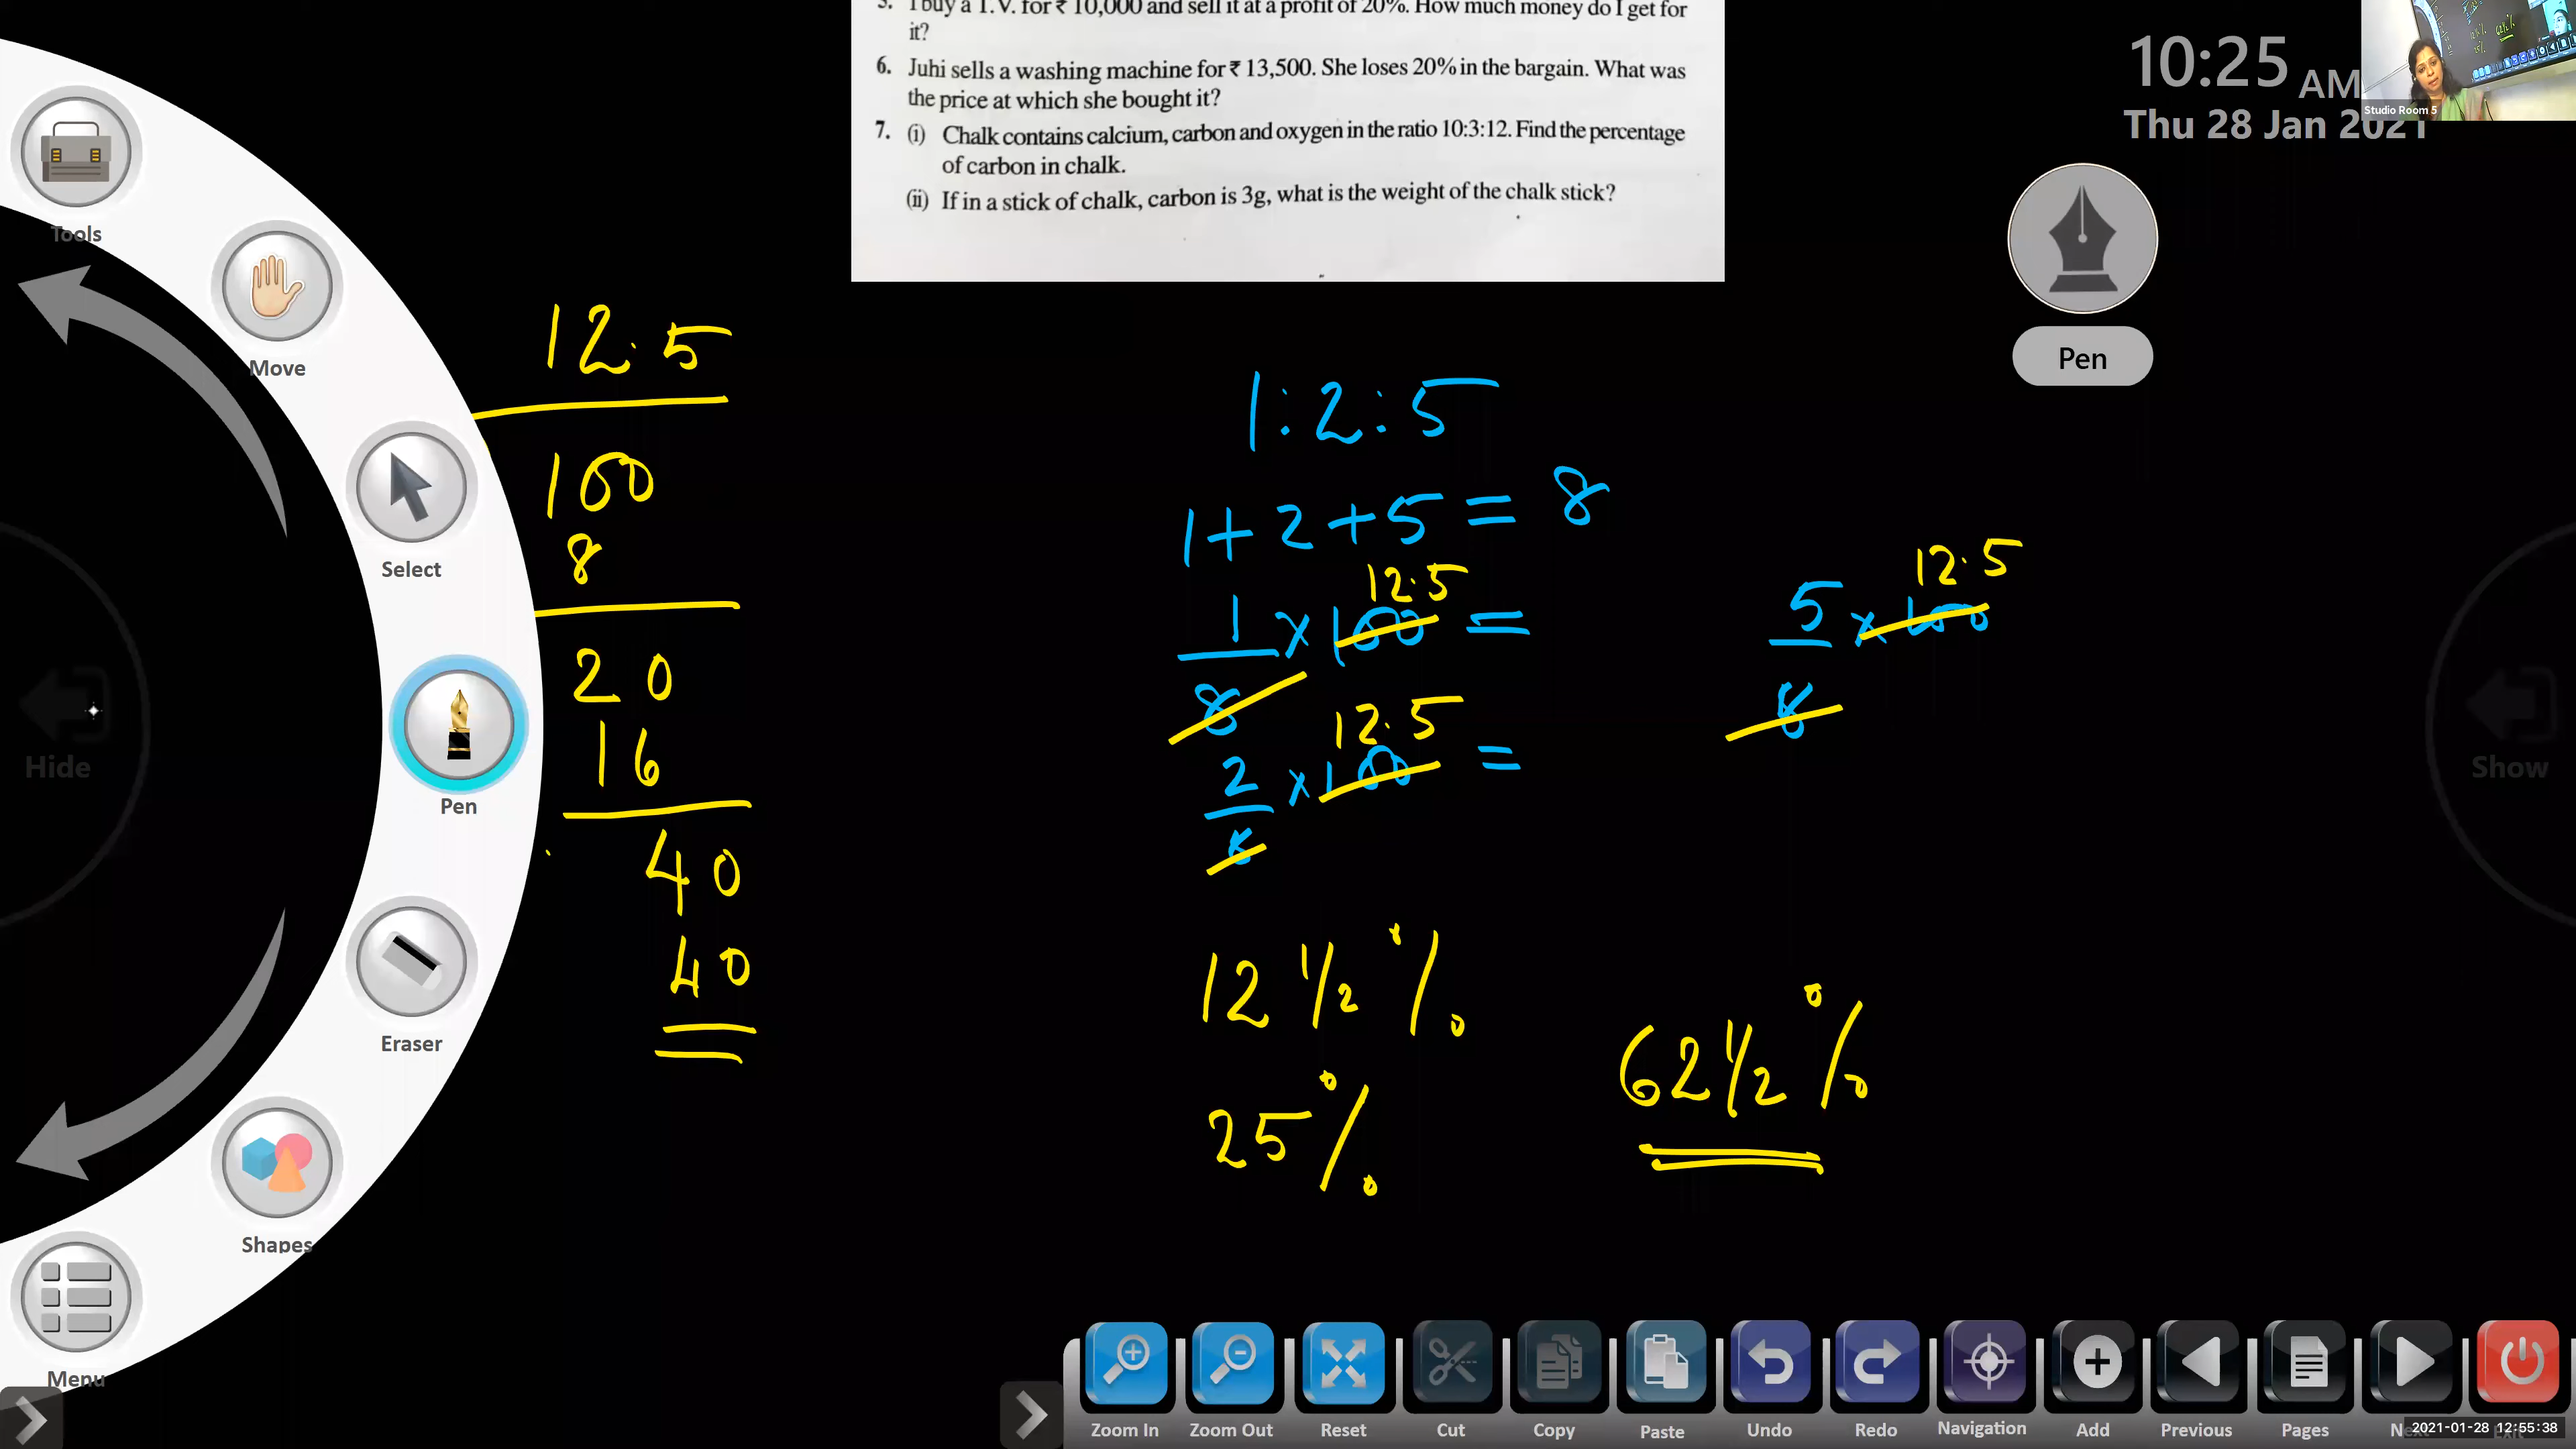 5. I buy a T.V. for ₹ 10,000 and sell it at a profit of 20%. How much money do I get for
it?
6. Juhi sells a washing machine for ₹ 13,500. She loses 20% in the bargain. What was
the price at which she bought it?
7. (i) Chalk contains calcium, carbon and oxygen in the ratio 10:3:12. Find the percentage
of carbon in chalk.
(ii) If in a stick of chalk, carbon is 3g, what is the weight of the chalk stick?
10:25 AM
Thu 28 Jan 2021
Studio Room 5
Pen
Tools
Move
Select
Pen
Eraser
Shapes
Menu
Hide
Show
12.5
100
8
20
16
40
40
1:2:5
1+2+5=8
12.5
1/8 × 100 =
12.5
2/8 × 100 =
12.5
5/8 × 100
12 1/2 %
25%
62 1/2 %
Zoom In
Zoom Out
Reset
Cut
Copy
Paste
Undo
Redo
Navigation
Add
Previous
Pages
2021-01-28 12:55:38